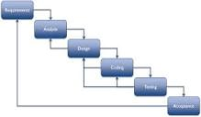 Requirements
Analysis
Design
Coding
Testing
Acceptance